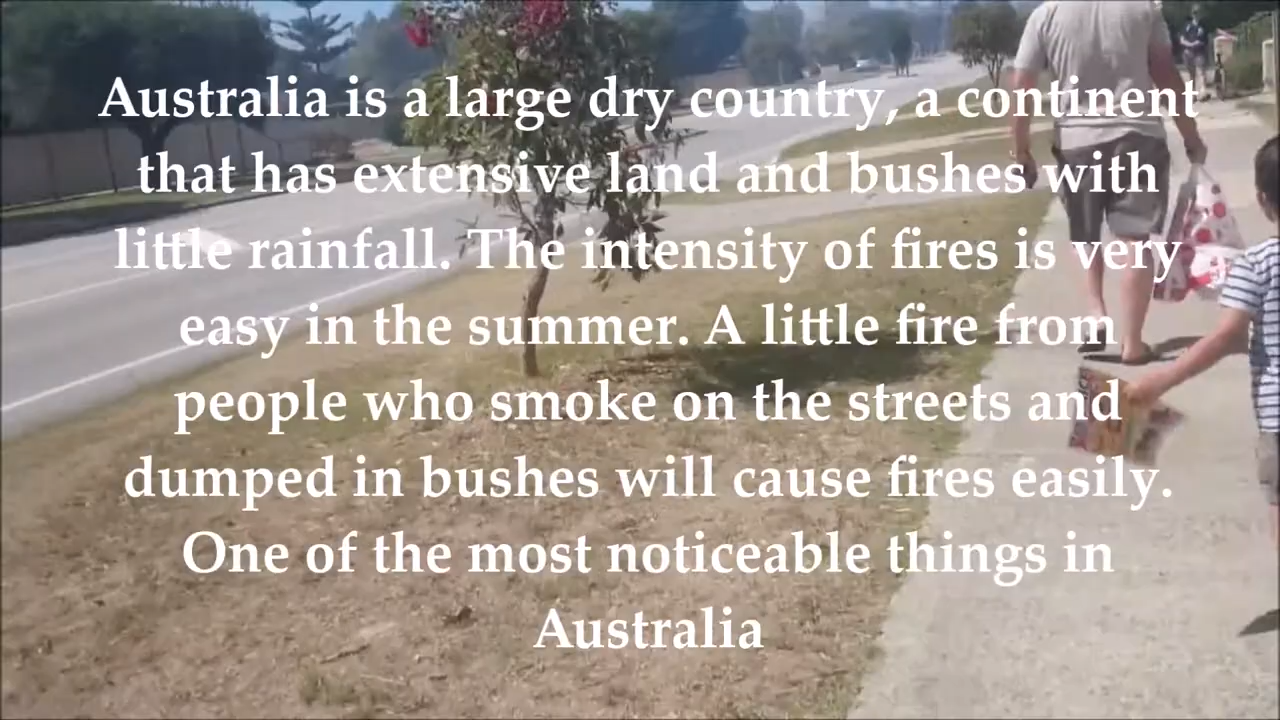 Australia is a large dry country, a continent
that has extensive land and bushes with
little rainfall. The intensity of fires is very
easy in the summer. A little fire from
people who smoke on the streets and
dumped in bushes will cause fires easily.
One of the most noticeable things in
Australia